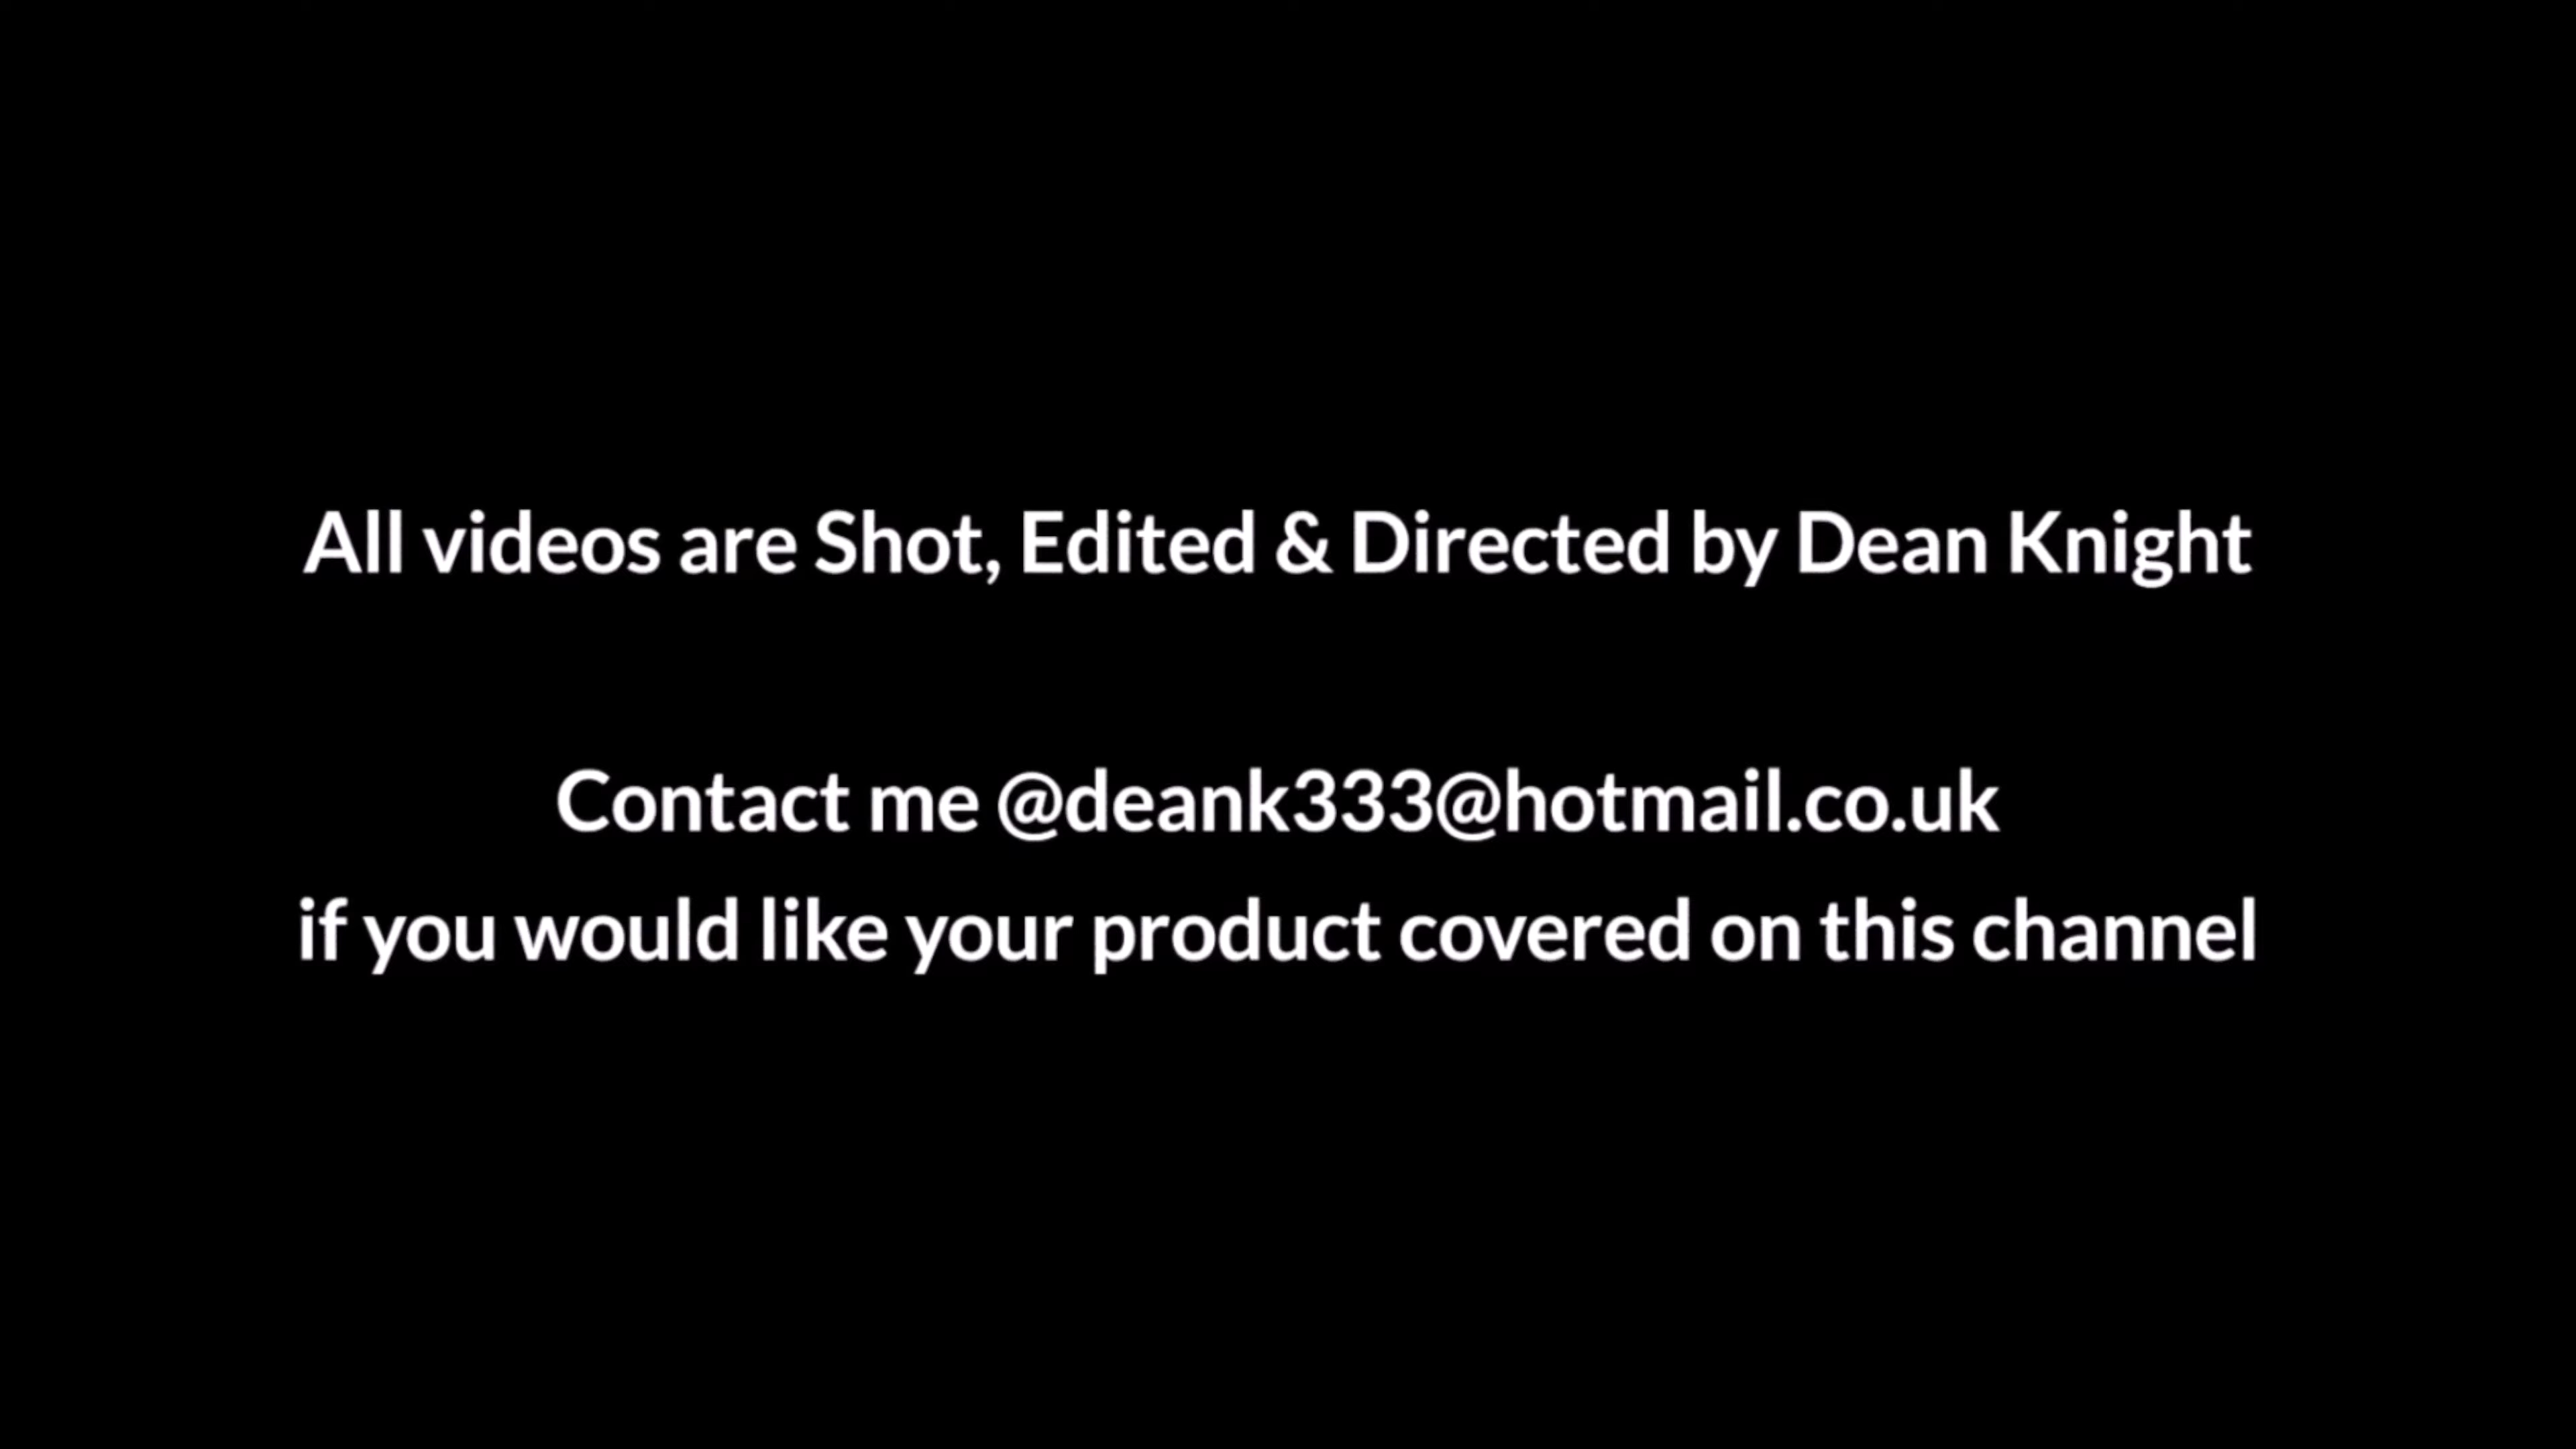 All videos are Shot, Edited & Directed by Dean Knight
Contact me @deank333@hotmail.co.uk
if you would like your product covered on this channel